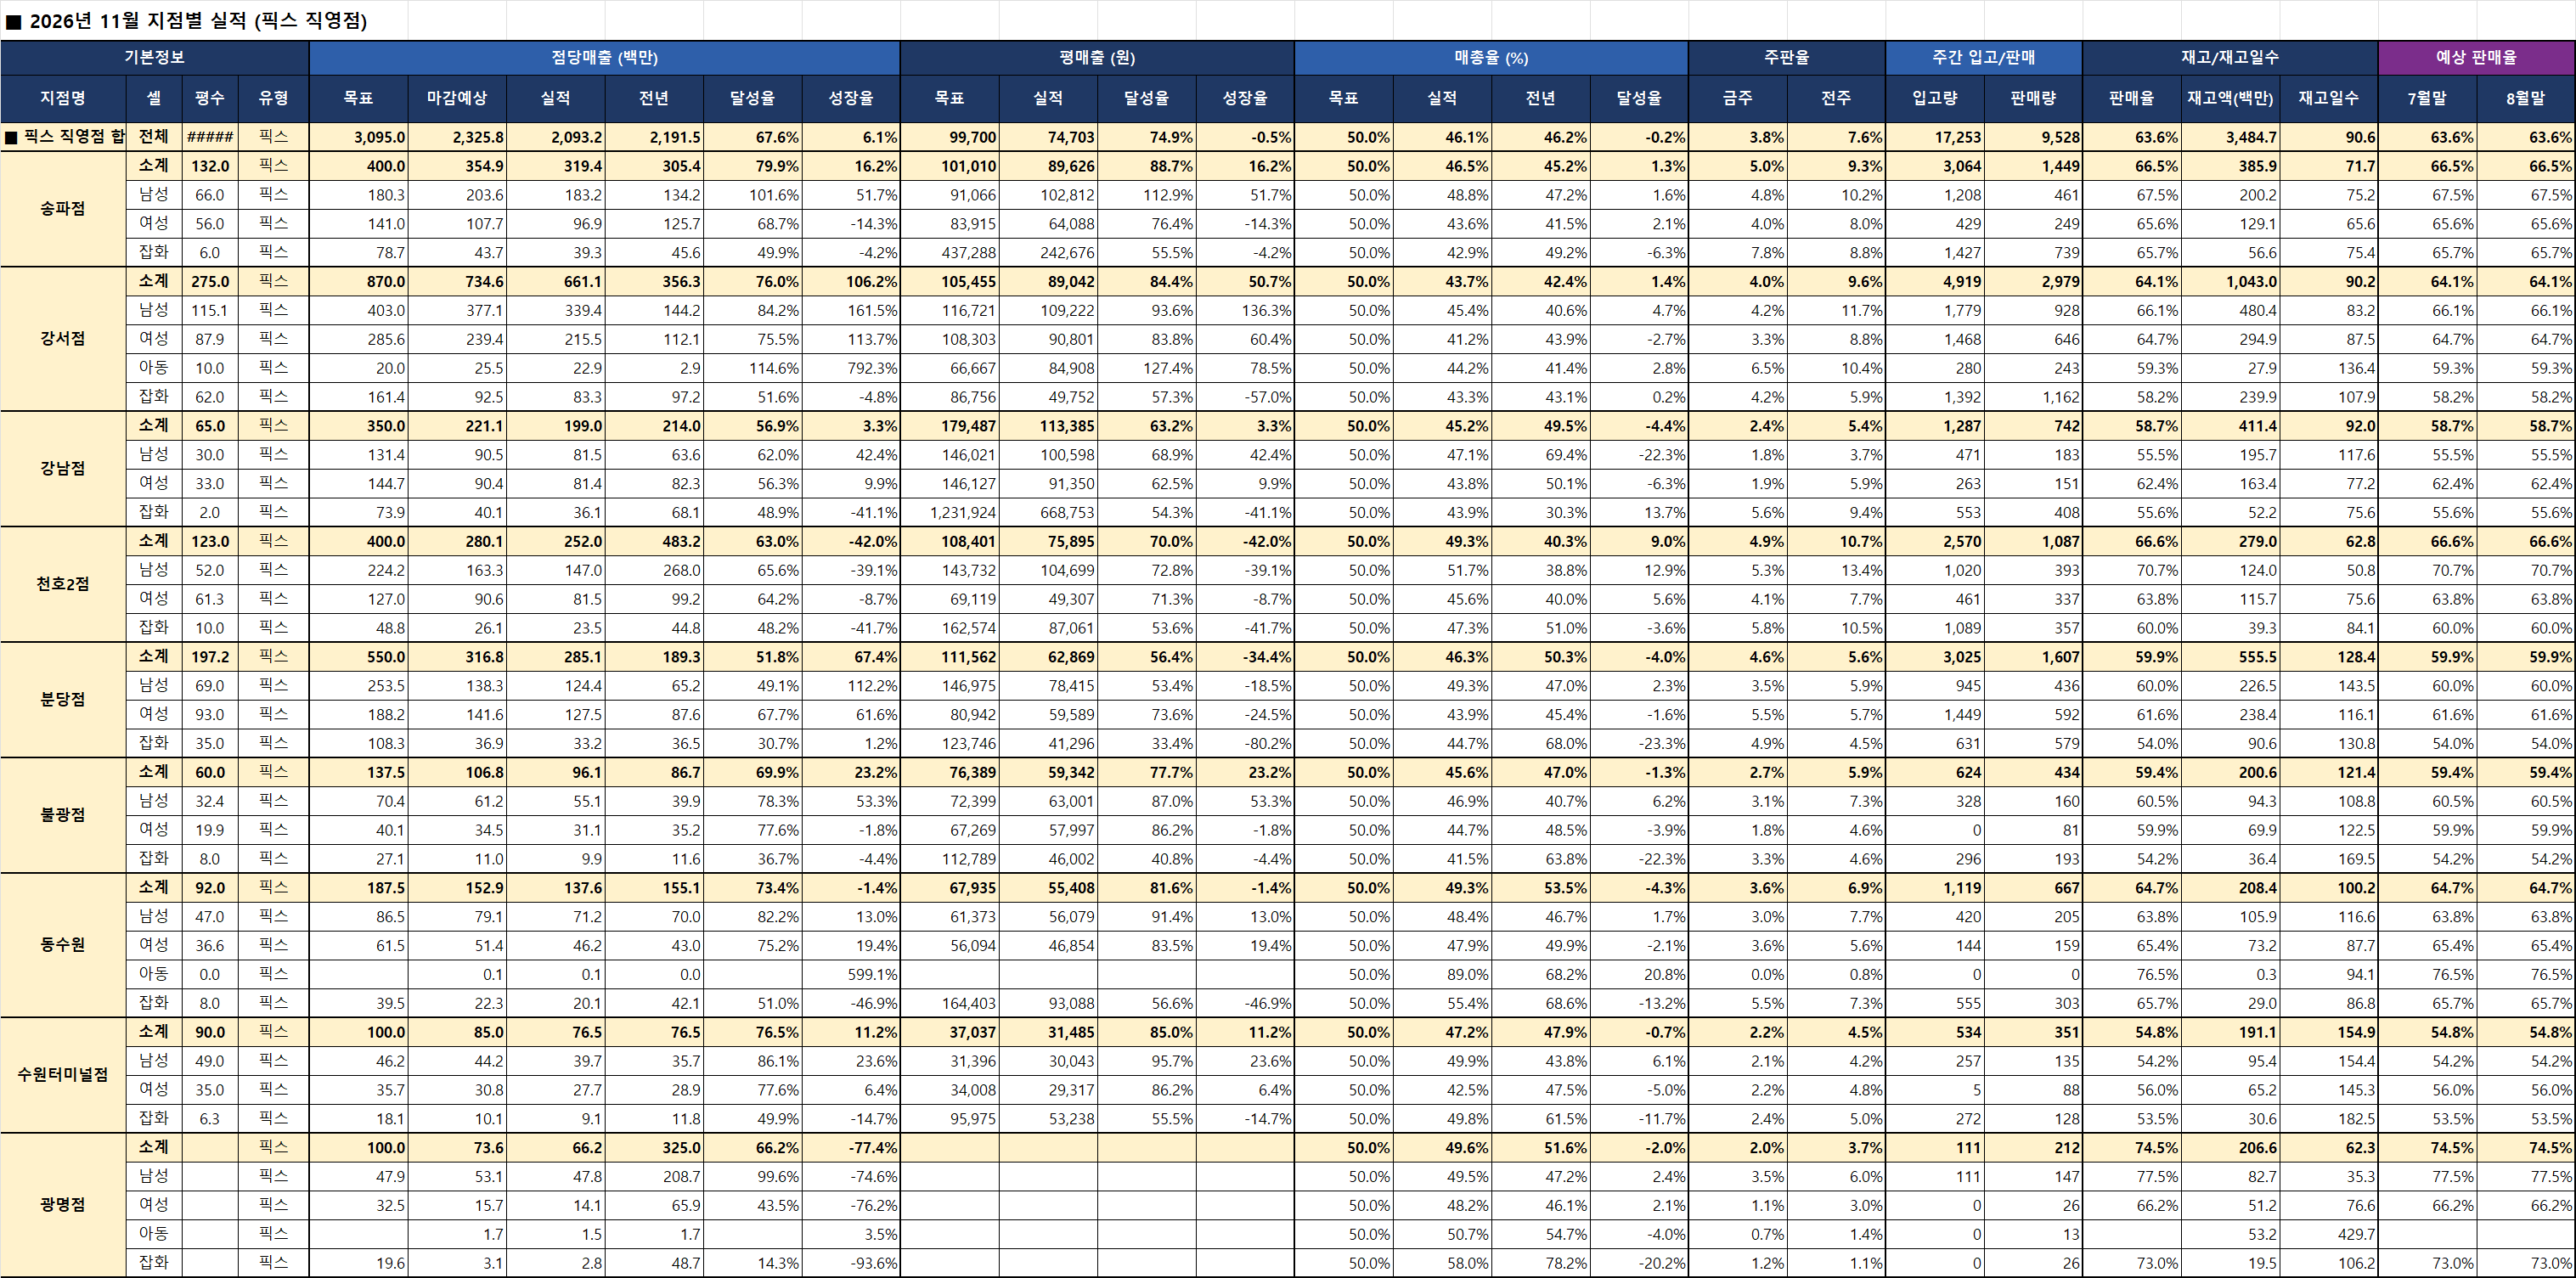 ■ 2026년 11월 지점별 실적 (픽스 직영점)
기본정보 점당매출 (백만) 평매출 (원) 매총율 (%) 주판율 주간 입고/판매 재고/재고일수 예상 판매율
지점명 셀 평수 유형 목표 마감예상 실적 전년 달성율 성장율 목표 실적 달성율 성장율 목표 실적 전년 달성율 금주 전주 입고량 판매량 판매율 재고액(백만) 재고일수 7월말 8월말
■ 픽스 직영점 합 전체 ##### 픽스 3,095.0 2,325.8 2,093.2 2,191.5 67.6% 6.1% 99,700 74,703 74.9% -0.5% 50.0% 46.1% 46.2% -0.2% 3.8% 7.6% 17,253 9,528 63.6% 3,484.7 90.6 63.6% 63.6%
소계 132.0 픽스 400.0 354.9 319.4 305.4 79.9% 16.2% 101,010 89,626 88.7% 16.2% 50.0% 46.5% 45.2% 1.3% 5.0% 9.3% 3,064 1,449 66.5% 385.9 71.7 66.5% 66.5%
송파점 남성 66.0 픽스 180.3 203.6 183.2 134.2 101.6% 51.7% 91,066 102,812 112.9% 51.7% 50.0% 48.8% 47.2% 1.6% 4.8% 10.2% 1,208 461 67.5% 200.2 75.2 67.5% 67.5%
여성 56.0 픽스 141.0 107.7 96.9 125.7 68.7% -14.3% 83,915 64,088 76.4% -14.3% 50.0% 43.6% 41.5% 2.1% 4.0% 8.0% 429 249 65.6% 129.1 65.6 65.6% 65.6%
잡화 6.0 픽스 78.7 43.7 39.3 45.6 49.9% -4.2% 437,288 242,676 55.5% -4.2% 50.0% 42.9% 49.2% -6.3% 7.8% 8.8% 1,427 739 65.7% 56.6 75.4 65.7% 65.7%
소계 275.0 픽스 870.0 734.6 661.1 356.3 76.0% 106.2% 105,455 89,042 84.4% 50.7% 50.0% 43.7% 42.4% 1.4% 4.0% 9.6% 4,919 2,979 64.1% 1,043.0 90.2 64.1% 64.1%
남성 115.1 픽스 403.0 377.1 339.4 144.2 84.2% 161.5% 116,721 109,222 93.6% 136.3% 50.0% 45.4% 40.6% 4.7% 4.2% 11.7% 1,779 928 66.1% 480.4 83.2 66.1% 66.1%
강서점 여성 87.9 픽스 285.6 239.4 215.5 112.1 75.5% 113.7% 108,303 90,801 83.8% 60.4% 50.0% 41.2% 43.9% -2.7% 3.3% 8.8% 1,468 646 64.7% 294.9 87.5 64.7% 64.7%
아동 10.0 픽스 20.0 25.5 22.9 2.9 114.6% 792.3% 66,667 84,908 127.4% 78.5% 50.0% 44.2% 41.4% 2.8% 6.5% 10.4% 280 243 59.3% 27.9 136.4 59.3% 59.3%
잡화 62.0 픽스 161.4 92.5 83.3 97.2 51.6% -4.8% 86,756 49,752 57.3% -57.0% 50.0% 43.3% 43.1% 0.2% 4.2% 5.9% 1,392 1,162 58.2% 239.9 107.9 58.2% 58.2%
소계 65.0 픽스 350.0 221.1 199.0 214.0 56.9% 3.3% 179,487 113,385 63.2% 3.3% 50.0% 45.2% 49.5% -4.4% 2.4% 5.4% 1,287 742 58.7% 411.4 92.0 58.7% 58.7%
강남점 남성 30.0 픽스 131.4 90.5 81.5 63.6 62.0% 42.4% 146,021 100,598 68.9% 42.4% 50.0% 47.1% 69.4% -22.3% 1.8% 3.7% 471 183 55.5% 195.7 117.6 55.5% 55.5%
여성 33.0 픽스 144.7 90.4 81.4 82.3 56.3% 9.9% 146,127 91,350 62.5% 9.9% 50.0% 43.8% 50.1% -6.3% 1.9% 5.9% 263 151 62.4% 163.4 77.2 62.4% 62.4%
잡화 2.0 픽스 73.9 40.1 36.1 68.1 48.9% -41.1% 1,231,924 668,753 54.3% -41.1% 50.0% 43.9% 30.3% 13.7% 5.6% 9.4% 553 408 55.6% 52.2 75.6 55.6% 55.6%
소계 123.0 픽스 400.0 280.1 252.0 483.2 63.0% -42.0% 108,401 75,895 70.0% -42.0% 50.0% 49.3% 40.3% 9.0% 4.9% 10.7% 2,570 1,087 66.6% 279.0 62.8 66.6% 66.6%
천호2점 남성 52.0 픽스 224.2 163.3 147.0 268.0 65.6% -39.1% 143,732 104,699 72.8% -39.1% 50.0% 51.7% 38.8% 12.9% 5.3% 13.4% 1,020 393 70.7% 124.0 50.8 70.7% 70.7%
여성 61.3 픽스 127.0 90.6 81.5 99.2 64.2% -8.7% 69,119 49,307 71.3% -8.7% 50.0% 45.6% 40.0% 5.6% 4.1% 7.7% 461 337 63.8% 115.7 75.6 63.8% 63.8%
잡화 10.0 픽스 48.8 26.1 23.5 44.8 48.2% -41.7% 162,574 87,061 53.6% -41.7% 50.0% 47.3% 51.0% -3.6% 5.8% 10.5% 1,089 357 60.0% 39.3 84.1 60.0% 60.0%
소계 197.2 픽스 550.0 316.8 285.1 189.3 51.8% 67.4% 111,562 62,869 56.4% -34.4% 50.0% 46.3% 50.3% -4.0% 4.6% 5.6% 3,025 1,607 59.9% 555.5 128.4 59.9% 59.9%
분당점 남성 69.0 픽스 253.5 138.3 124.4 65.2 49.1% 112.2% 146,975 78,415 53.4% -18.5% 50.0% 49.3% 47.0% 2.3% 3.5% 5.9% 945 436 60.0% 226.5 143.5 60.0% 60.0%
여성 93.0 픽스 188.2 141.6 127.5 87.6 67.7% 61.6% 80,942 59,589 73.6% -24.5% 50.0% 43.9% 45.4% -1.6% 5.5% 5.7% 1,449 592 61.6% 238.4 116.1 61.6% 61.6%
잡화 35.0 픽스 108.3 36.9 33.2 36.5 30.7% 1.2% 123,746 41,296 33.4% -80.2% 50.0% 44.7% 68.0% -23.3% 4.9% 4.5% 631 579 54.0% 90.6 130.8 54.0% 54.0%
소계 60.0 픽스 137.5 106.8 96.1 86.7 69.9% 23.2% 76,389 59,342 77.7% 23.2% 50.0% 45.6% 47.0% -1.3% 2.7% 5.9% 624 434 59.4% 200.6 121.4 59.4% 59.4%
불광점 남성 32.4 픽스 70.4 61.2 55.1 39.9 78.3% 53.3% 72,399 63,001 87.0% 53.3% 50.0% 46.9% 40.7% 6.2% 3.1% 7.3% 328 160 60.5% 94.3 108.8 60.5% 60.5%
여성 19.9 픽스 40.1 34.5 31.1 35.2 77.6% -1.8% 67,269 57,997 86.2% -1.8% 50.0% 44.7% 48.5% -3.9% 1.8% 4.6% 0 81 59.9% 69.9 122.5 59.9% 59.9%
잡화 8.0 픽스 27.1 11.0 9.9 11.6 36.7% -4.4% 112,789 46,002 40.8% -4.4% 50.0% 41.5% 63.8% -22.3% 3.3% 4.6% 296 193 54.2% 36.4 169.5 54.2% 54.2%
소계 92.0 픽스 187.5 152.9 137.6 155.1 73.4% -1.4% 67,935 55,408 81.6% -1.4% 50.0% 49.3% 53.5% -4.3% 3.6% 6.9% 1,119 667 64.7% 208.4 100.2 64.7% 64.7%
남성 47.0 픽스 86.5 79.1 71.2 70.0 82.2% 13.0% 61,373 56,079 91.4% 13.0% 50.0% 48.4% 46.7% 1.7% 3.0% 7.7% 420 205 63.8% 105.9 116.6 63.8% 63.8%
동수원 여성 36.6 픽스 61.5 51.4 46.2 43.0 75.2% 19.4% 56,094 46,854 83.5% 19.4% 50.0% 47.9% 49.9% -2.1% 3.6% 5.6% 144 159 65.4% 73.2 87.7 65.4% 65.4%
아동 0.0 픽스 0.1 0.1 0.0 599.1% 50.0% 89.0% 68.2% 20.8% 0.0% 0.8% 0 0 76.5% 0.3 94.1 76.5% 76.5%
잡화 8.0 픽스 39.5 22.3 20.1 42.1 51.0% -46.9% 164,403 93,088 56.6% -46.9% 50.0% 55.4% 68.6% -13.2% 5.5% 7.3% 555 303 65.7% 29.0 86.8 65.7% 65.7%
소계 90.0 픽스 100.0 85.0 76.5 76.5 76.5% 11.2% 37,037 31,485 85.0% 11.2% 50.0% 47.2% 47.9% -0.7% 2.2% 4.5% 534 351 54.8% 191.1 154.9 54.8% 54.8%
수원터미널점 남성 49.0 픽스 46.2 44.2 39.7 35.7 86.1% 23.6% 31,396 30,043 95.7% 23.6% 50.0% 49.9% 43.8% 6.1% 2.1% 4.2% 257 135 54.2% 95.4 154.4 54.2% 54.2%
여성 35.0 픽스 35.7 30.8 27.7 28.9 77.6% 6.4% 34,008 29,317 86.2% 6.4% 50.0% 42.5% 47.5% -5.0% 2.2% 4.8% 5 88 56.0% 65.2 145.3 56.0% 56.0%
잡화 6.3 픽스 18.1 10.1 9.1 11.8 49.9% -14.7% 95,975 53,238 55.5% -14.7% 50.0% 49.8% 61.5% -11.7% 2.4% 5.0% 272 128 53.5% 30.6 182.5 53.5% 53.5%
소계 픽스 100.0 73.6 66.2 325.0 66.2% -77.4% 50.0% 49.6% 51.6% -2.0% 2.0% 3.7% 111 212 74.5% 206.6 62.3 74.5% 74.5%
남성 픽스 47.9 53.1 47.8 208.7 99.6% -74.6% 50.0% 49.5% 47.2% 2.4% 3.5% 6.0% 111 147 77.5% 82.7 35.3 77.5% 77.5%
광명점 여성 픽스 32.5 15.7 14.1 65.9 43.5% -76.2% 50.0% 48.2% 46.1% 2.1% 1.1% 3.0% 0 26 66.2% 51.2 76.6 66.2% 66.2%
아동 픽스 1.7 1.5 1.7 3.5% 50.0% 50.7% 54.7% -4.0% 0.7% 1.4% 0 13 53.2 429.7
잡화 픽스 19.6 3.1 2.8 48.7 14.3% -93.6% 50.0% 58.0% 78.2% -20.2% 1.2% 1.1% 0 26 73.0% 19.5 106.2 73.0% 73.0%